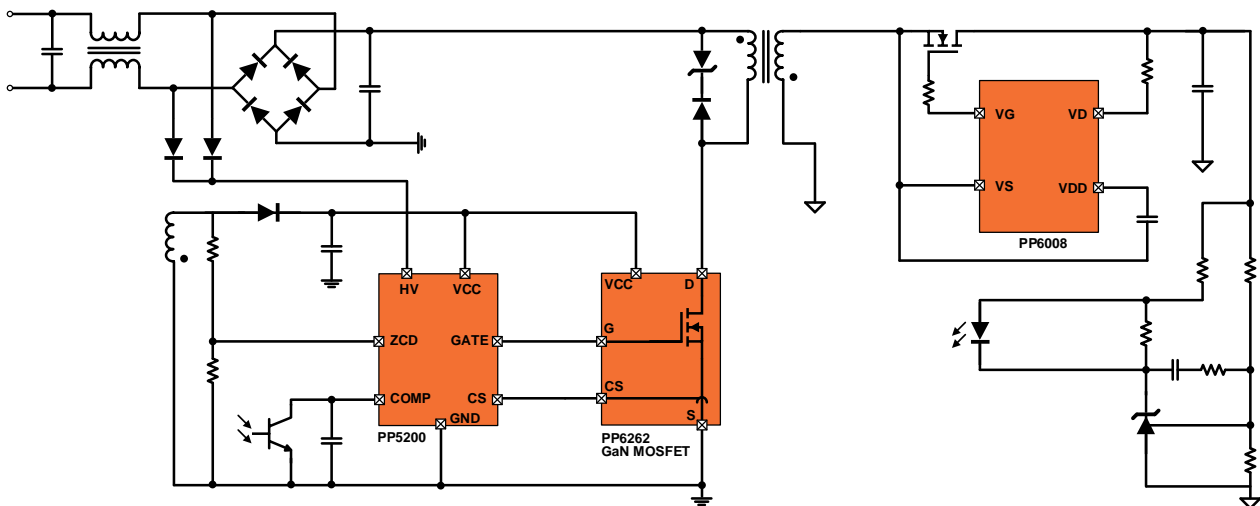 VG
VD
VS
VDD
PP6008
HV
VCC
VCC
D
ZCD
GATE
G
COMP
CS
CS
GND
S
PP5200
PP6262
GaN MOSFET